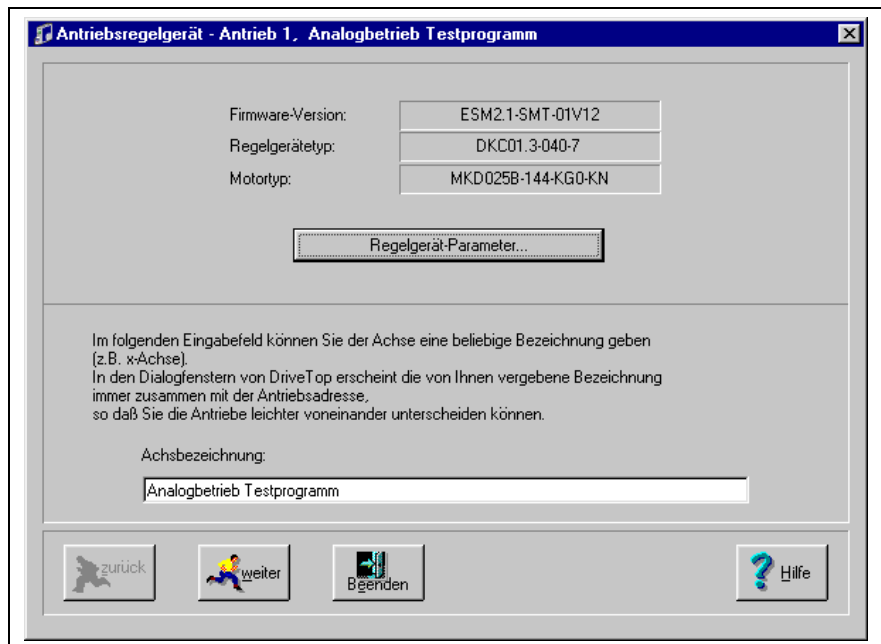 Antriebsregelgerät - Antrieb 1, Analogbetrieb Testprogramm
Firmware-Version: ESM2.1-SMT-01V12
Regelgerätetyp: DKC01.3-040-7
Motortyp: MKD025B-144-KG0-KN
Regelgerät-Parameter...
Im folgenden Eingabefeld können Sie der Achse eine beliebige Bezeichnung geben
(z.B. x-Achse).
In den Dialogfenstern von DriveTop erscheint die von Ihnen vergebene Bezeichnung
immer zusammen mit der Antriebsadresse,
so daß Sie die Antriebe leichter voneinander unterscheiden können.
Achsbezeichnung:
Analogbetrieb Testprogramm
zurück weiter Beenden Hilfe